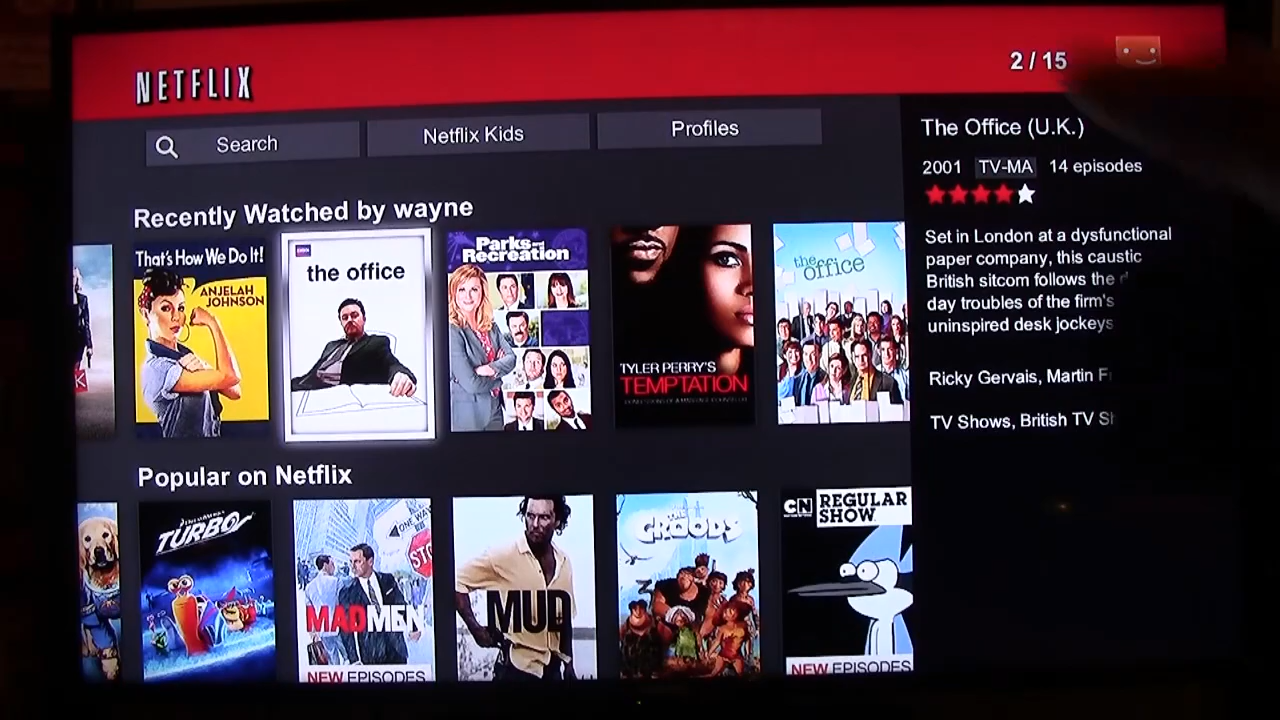 NETFLIX
2 / 15
Search
Netflix Kids
Profiles
The Office (U.K.)
2001 TV-MA 14 episodes
Set in London at a dysfunctional
paper company, this caustic
British sitcom follows the
day troubles of the firm's
uninspired desk jockeys
Ricky Gervais, Martin
TV Shows, British TV
Recently Watched by wayne
That's How We Do It!
ANJELAH
JOHNSON
BBC
the office
Parks and
Recreation
TYLER PERRY'S
TEMPTATION
the office
Popular on Netflix
DREAMWORKS
TURBO
ONE WAY
MADMEN
NEW EPISODES
MUD
THE
CROODS
CN REGULAR
SHOW
NEW EPISODES